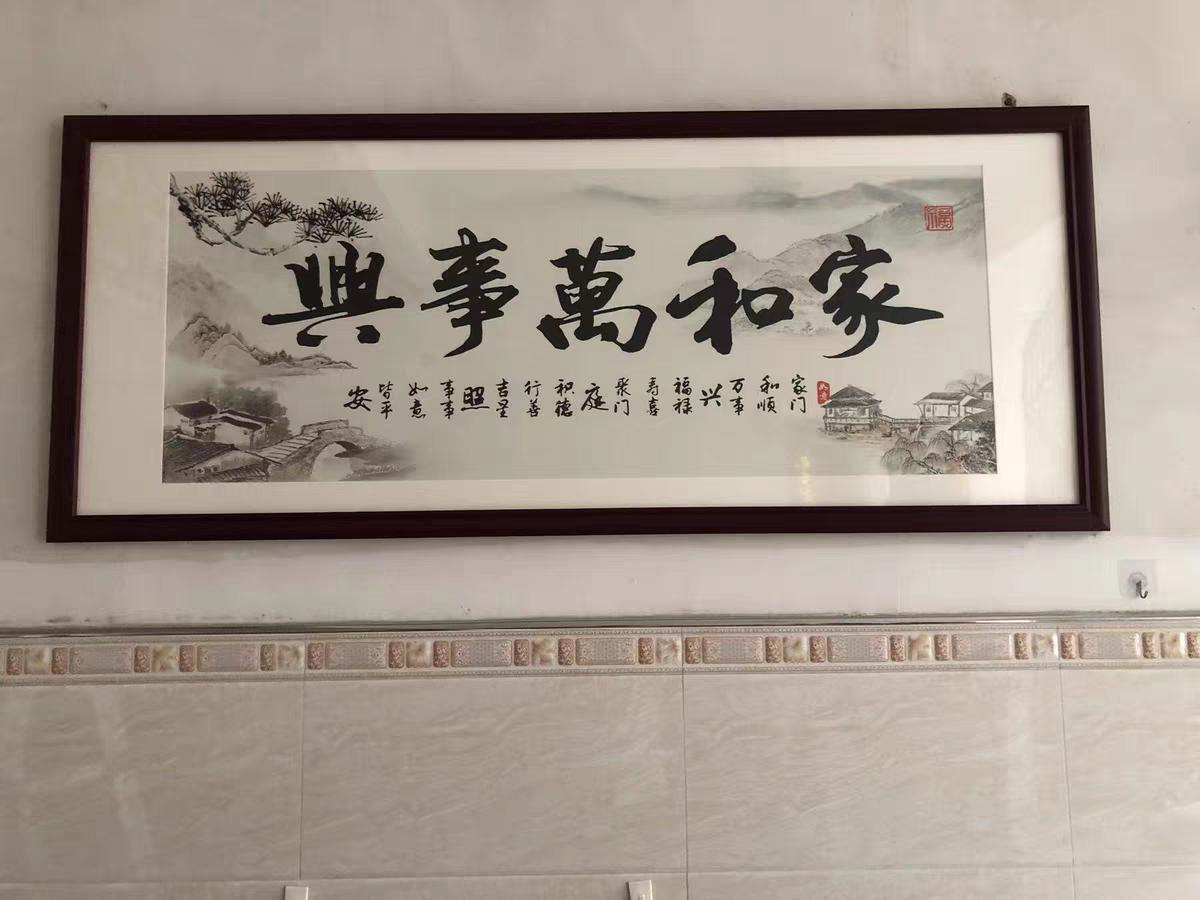 家和萬事興
家门
和顺
万事
兴
福禄
寿喜
聚门
庭
积德
行善
吉星
照
事事
如意
皆平
安